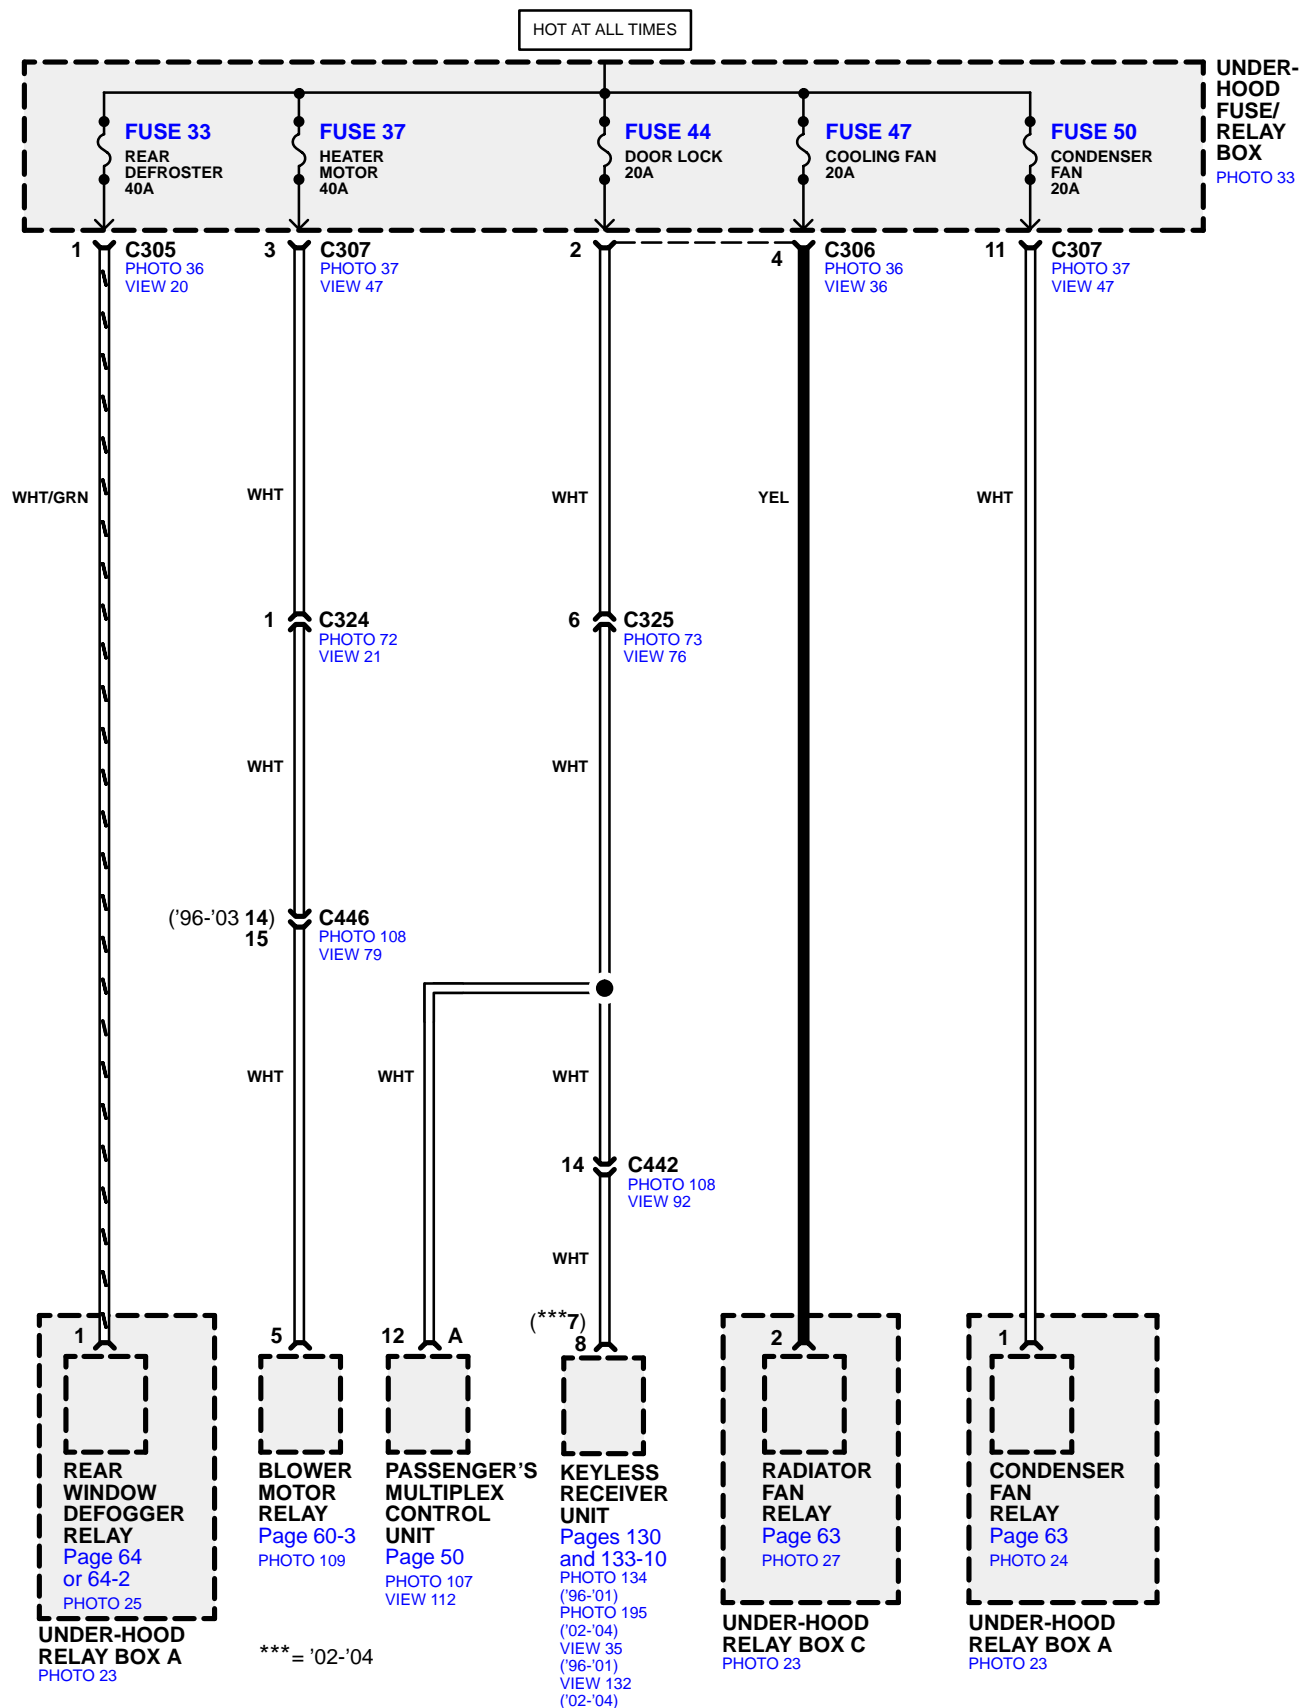 HOT AT ALL TIMES
UNDER-
HOOD
FUSE/
RELAY
BOX
PHOTO 33
FUSE 33
REAR
DEFROSTER
40A
FUSE 37
HEATER
MOTOR
40A
FUSE 44
DOOR LOCK
20A
FUSE 47
COOLING FAN
20A
FUSE 50
CONDENSER
FAN
20A
1 C305
PHOTO 36
VIEW 20
3 C307
PHOTO 37
VIEW 47
2
4 C306
PHOTO 36
VIEW 36
11 C307
PHOTO 37
VIEW 47
WHT/GRN
WHT
WHT
YEL
WHT
1 C324
PHOTO 72
VIEW 21
6 C325
PHOTO 73
VIEW 76
WHT
WHT
('96-'03 14) C446
15 PHOTO 108
VIEW 79
WHT
WHT
WHT
14 C442
PHOTO 108
VIEW 92
WHT
1
5
12 A
(***7)
8
2
1
REAR
WINDOW
DEFOGGER
RELAY
Page 64
or 64-2
PHOTO 25
UNDER-HOOD
RELAY BOX A
PHOTO 23
BLOWER
MOTOR
RELAY
Page 60-3
PHOTO 109
PASSENGER'S
MULTIPLEX
CONTROL
UNIT
Page 50
PHOTO 107
VIEW 112
KEYLESS
RECEIVER
UNIT
Pages 130
and 133-10
PHOTO 134
('96-'01)
PHOTO 195
('02-'04)
VIEW 35
('96-'01)
VIEW 132
('02-'04)
RADIATOR
FAN
RELAY
Page 63
PHOTO 27
UNDER-HOOD
RELAY BOX C
PHOTO 23
CONDENSER
FAN
RELAY
Page 63
PHOTO 24
UNDER-HOOD
RELAY BOX A
PHOTO 23
***= '02-'04